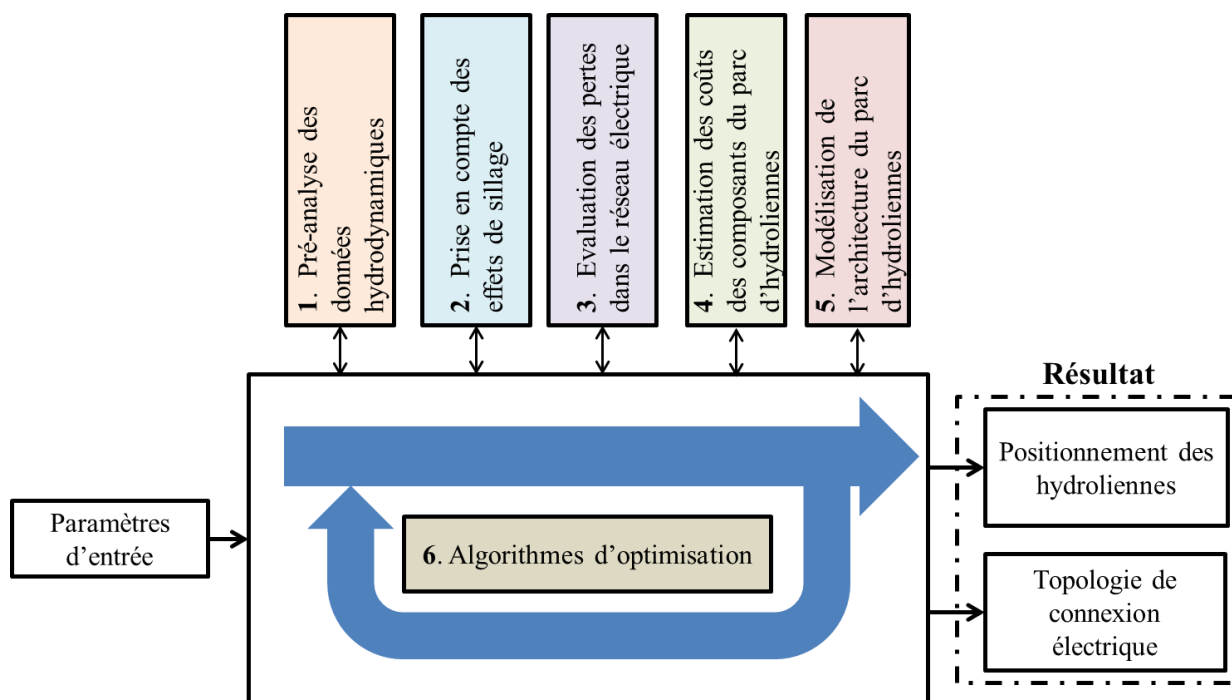 1. Pré-analyse des
données
hydrodynamiques
2. Prise en compte des
effets de sillage
3. Evaluation des pertes
dans le réseau électrique
4. Estimation des coûts
des composants du parc
d’hydroliennes
5. Modélisation de
l’architecture du parc
d’hydroliennes
Paramètres
d’entrée
6. Algorithmes d’optimisation
Résultat
Positionnement des
hydroliennes
Topologie de
connexion
électrique